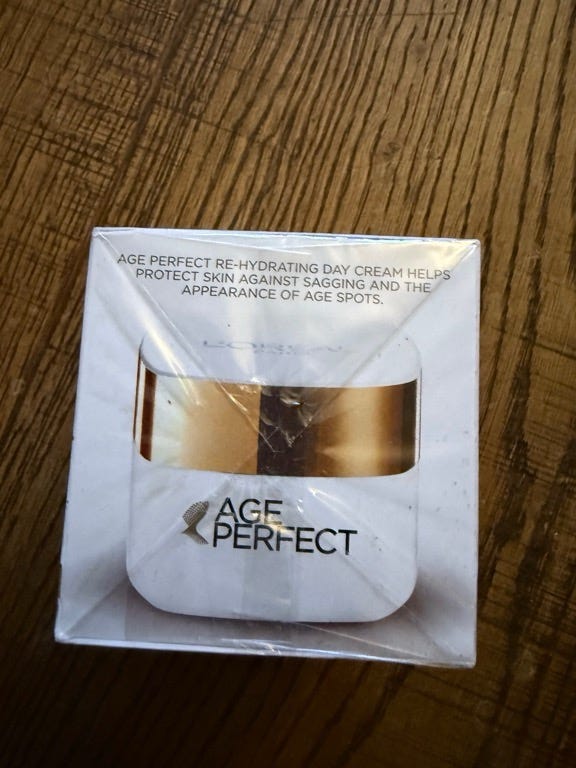 AGE PERFECT RE-HYDRATING DAY CREAM HELPS
PROTECT SKIN AGAINST SAGGING AND THE
APPEARANCE OF AGE SPOTS.
AGE
PERFECT